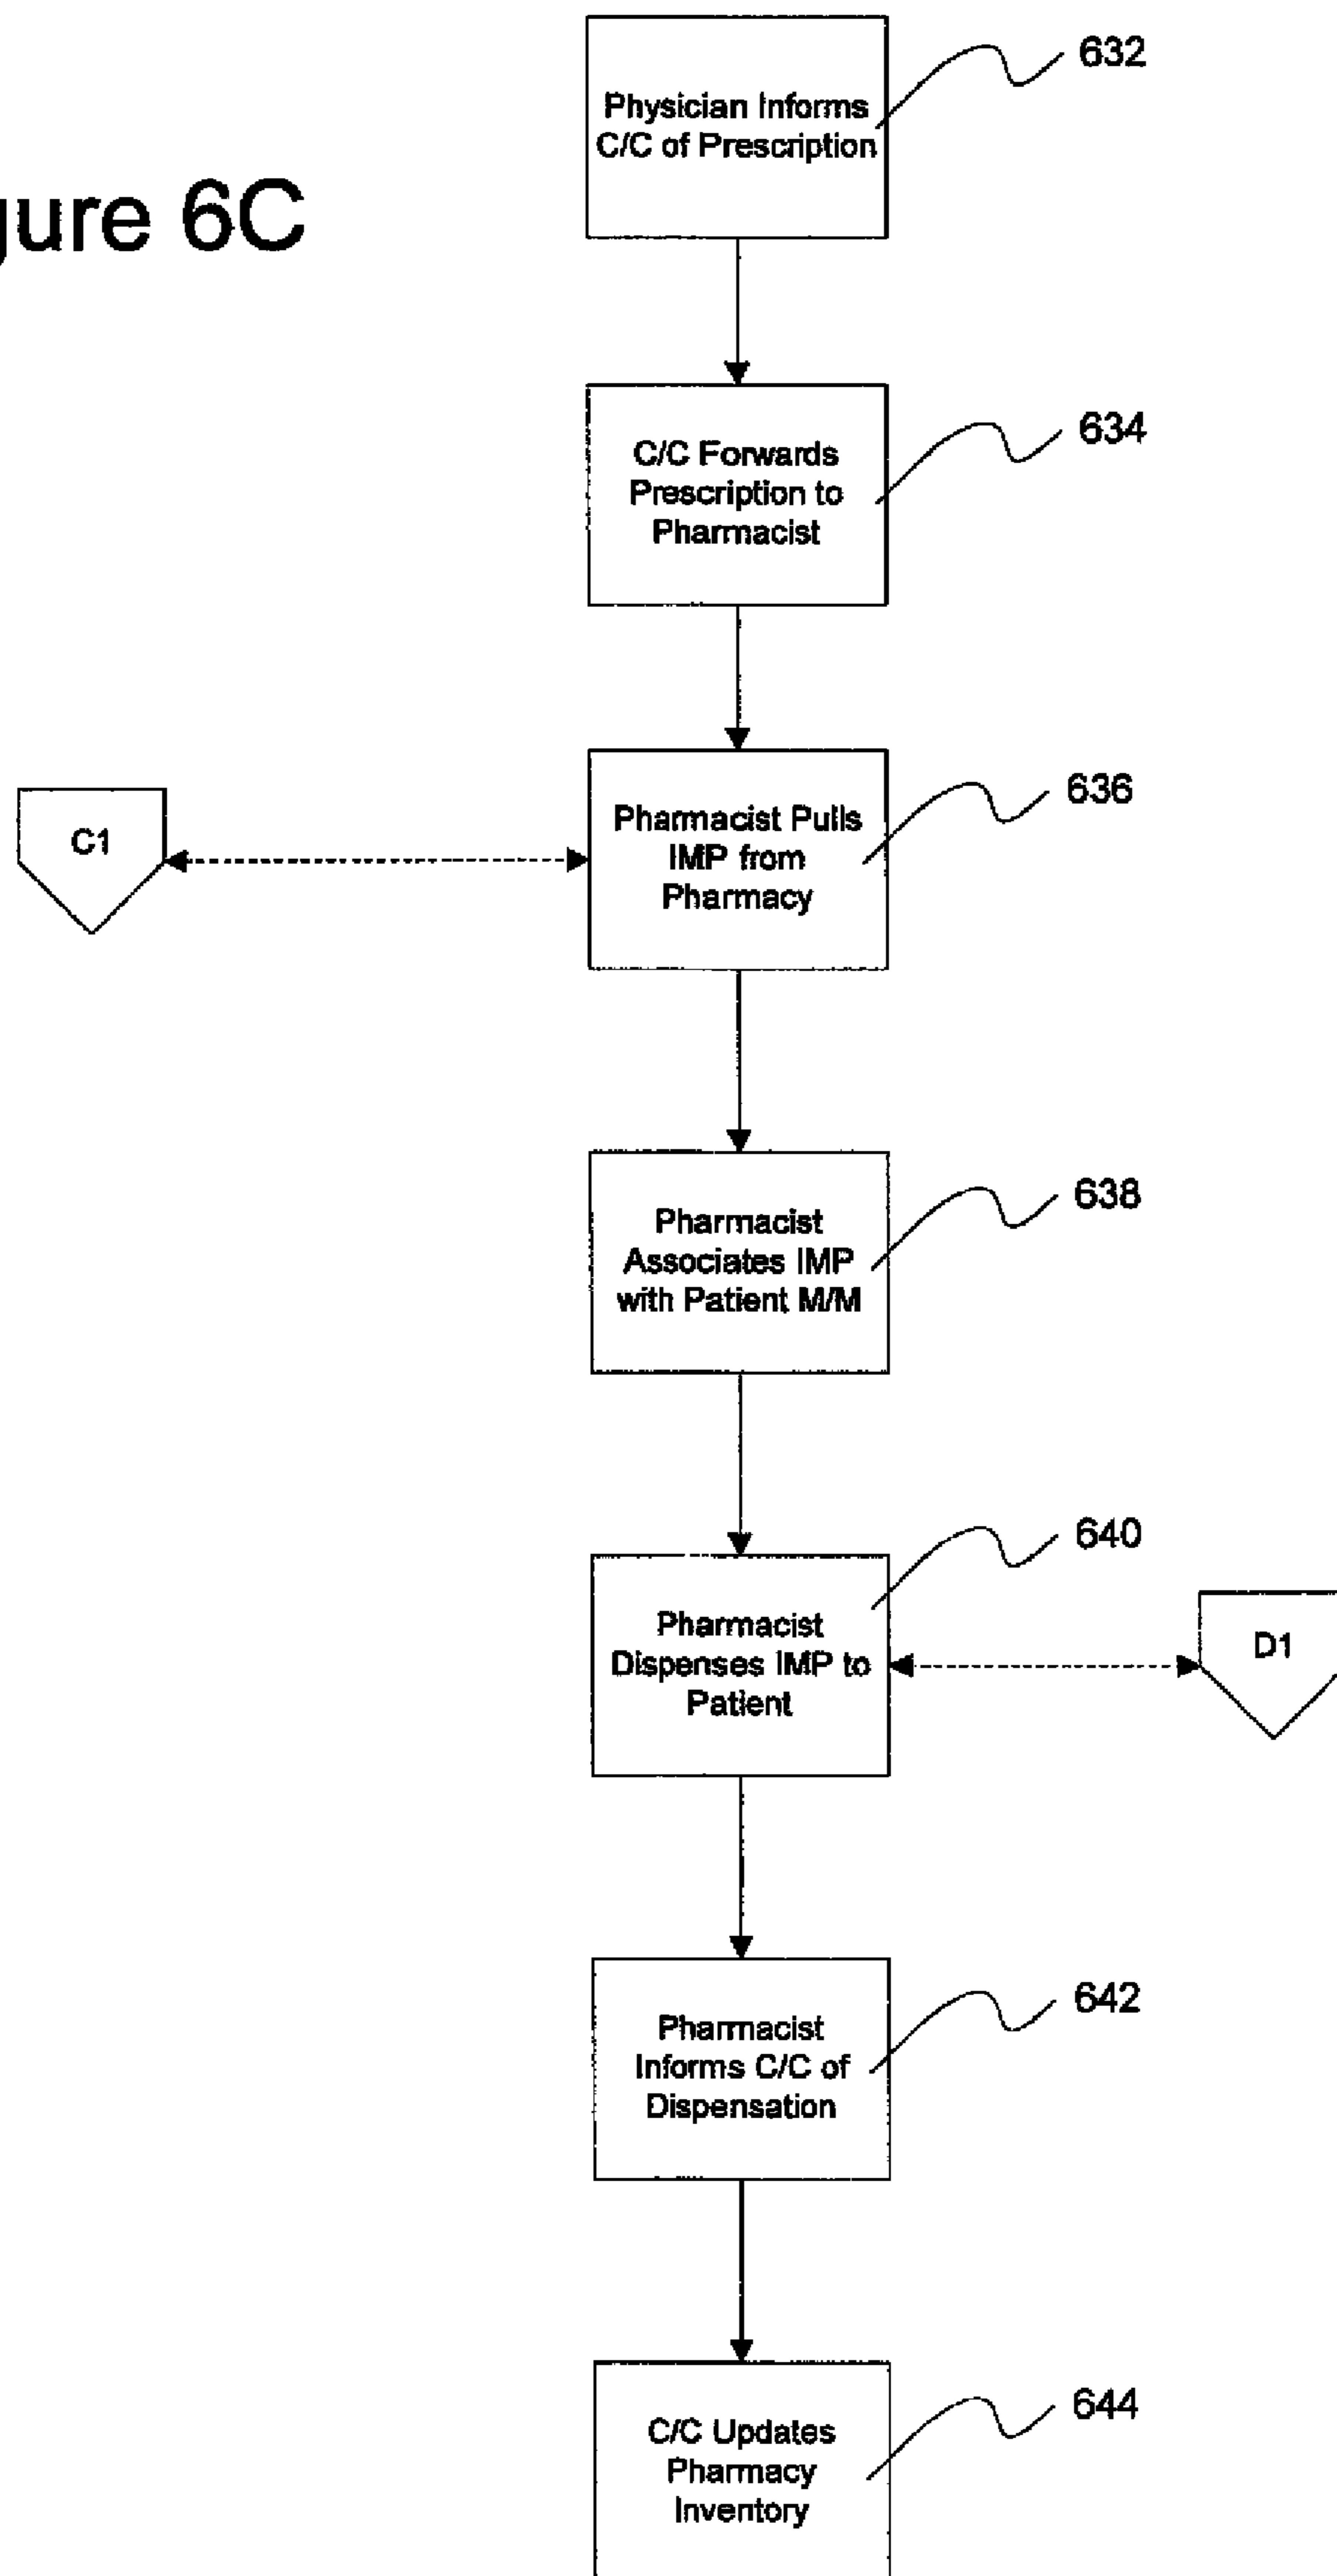 632
Physician Informs
C/C of Prescription
gure 6C
634
C/C Forwards
Prescription to
Pharmacist
636
Pharmacist Pulls
IMP from
Pharmacy
C1
638
Pharmacist
Associates IMP
with Patient M/M
640
Pharmacist
Dispenses IMP to
Patient
D1
642
Pharmacist
Informs C/C of
Dispensation
644
C/C Updates
Pharmacy
Inventory